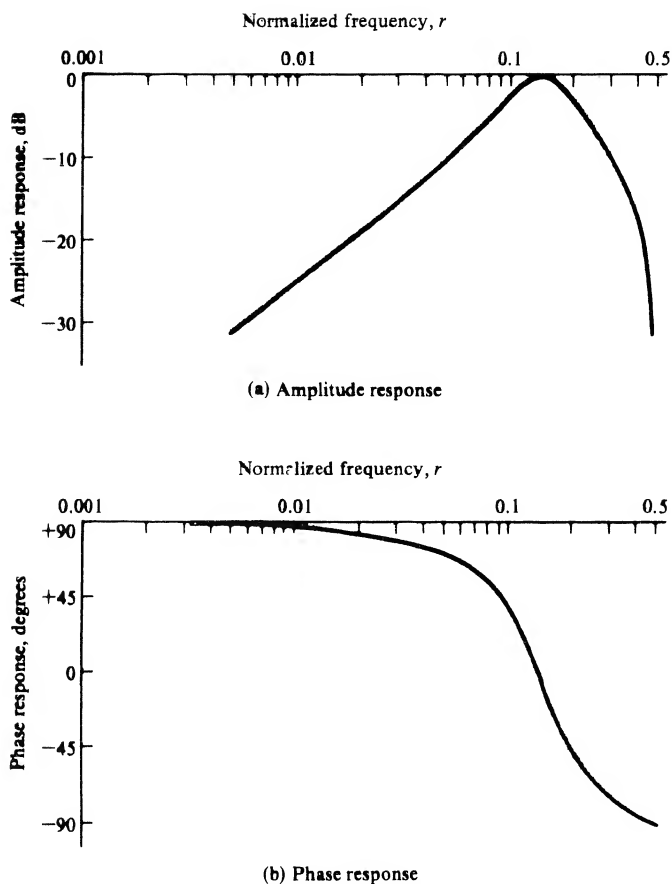 Normalized frequency, r
0.001 0.01 0.1 0.5
0
−10
−20
−30
Amplitude response, dB
(a) Amplitude response
Normalized frequency, r
0.001 0.01 0.1 0.5
+90
+45
0
−45
−90
Phase response, degrees
(b) Phase response